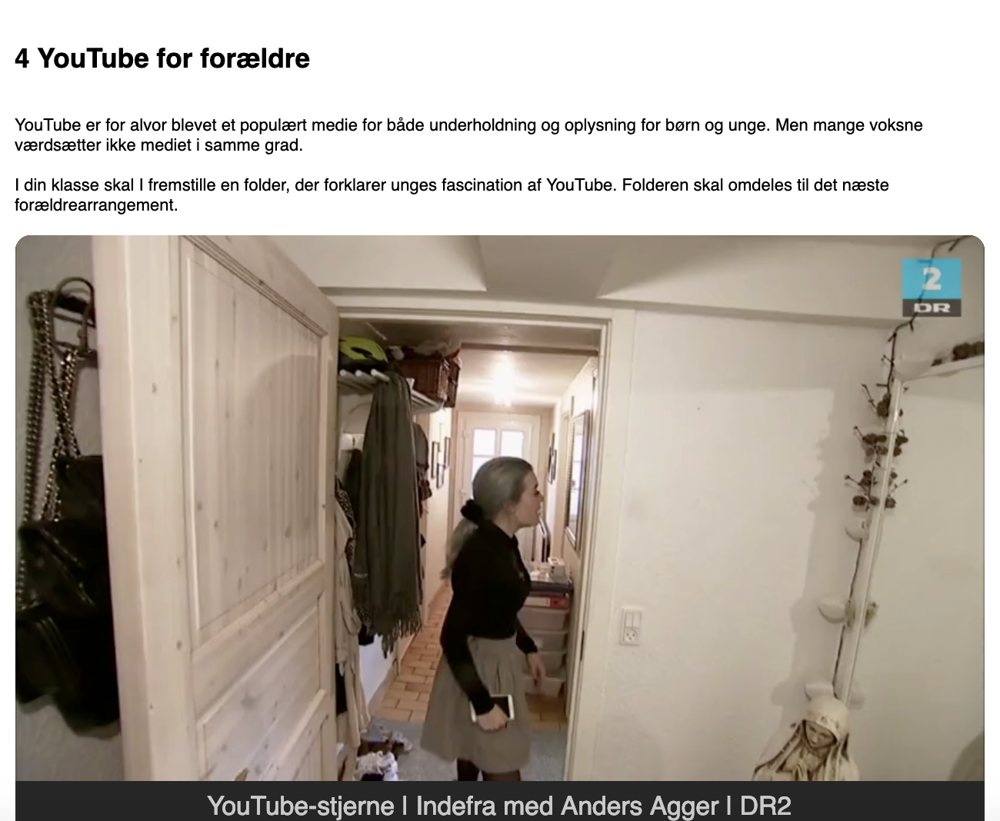 4 YouTube for forældre
YouTube er for alvor blevet et populært medie for både underholdning og oplysning for børn og unge. Men mange voksne
værdsætter ikke mediet i samme grad.
I din klasse skal I fremstille en folder, der forklarer unges fascination af YouTube. Folderen skal omdeles til det næste
forældrearrangement.
2
DR
YouTube-stjerne | Indefra med Anders Agger | DR2